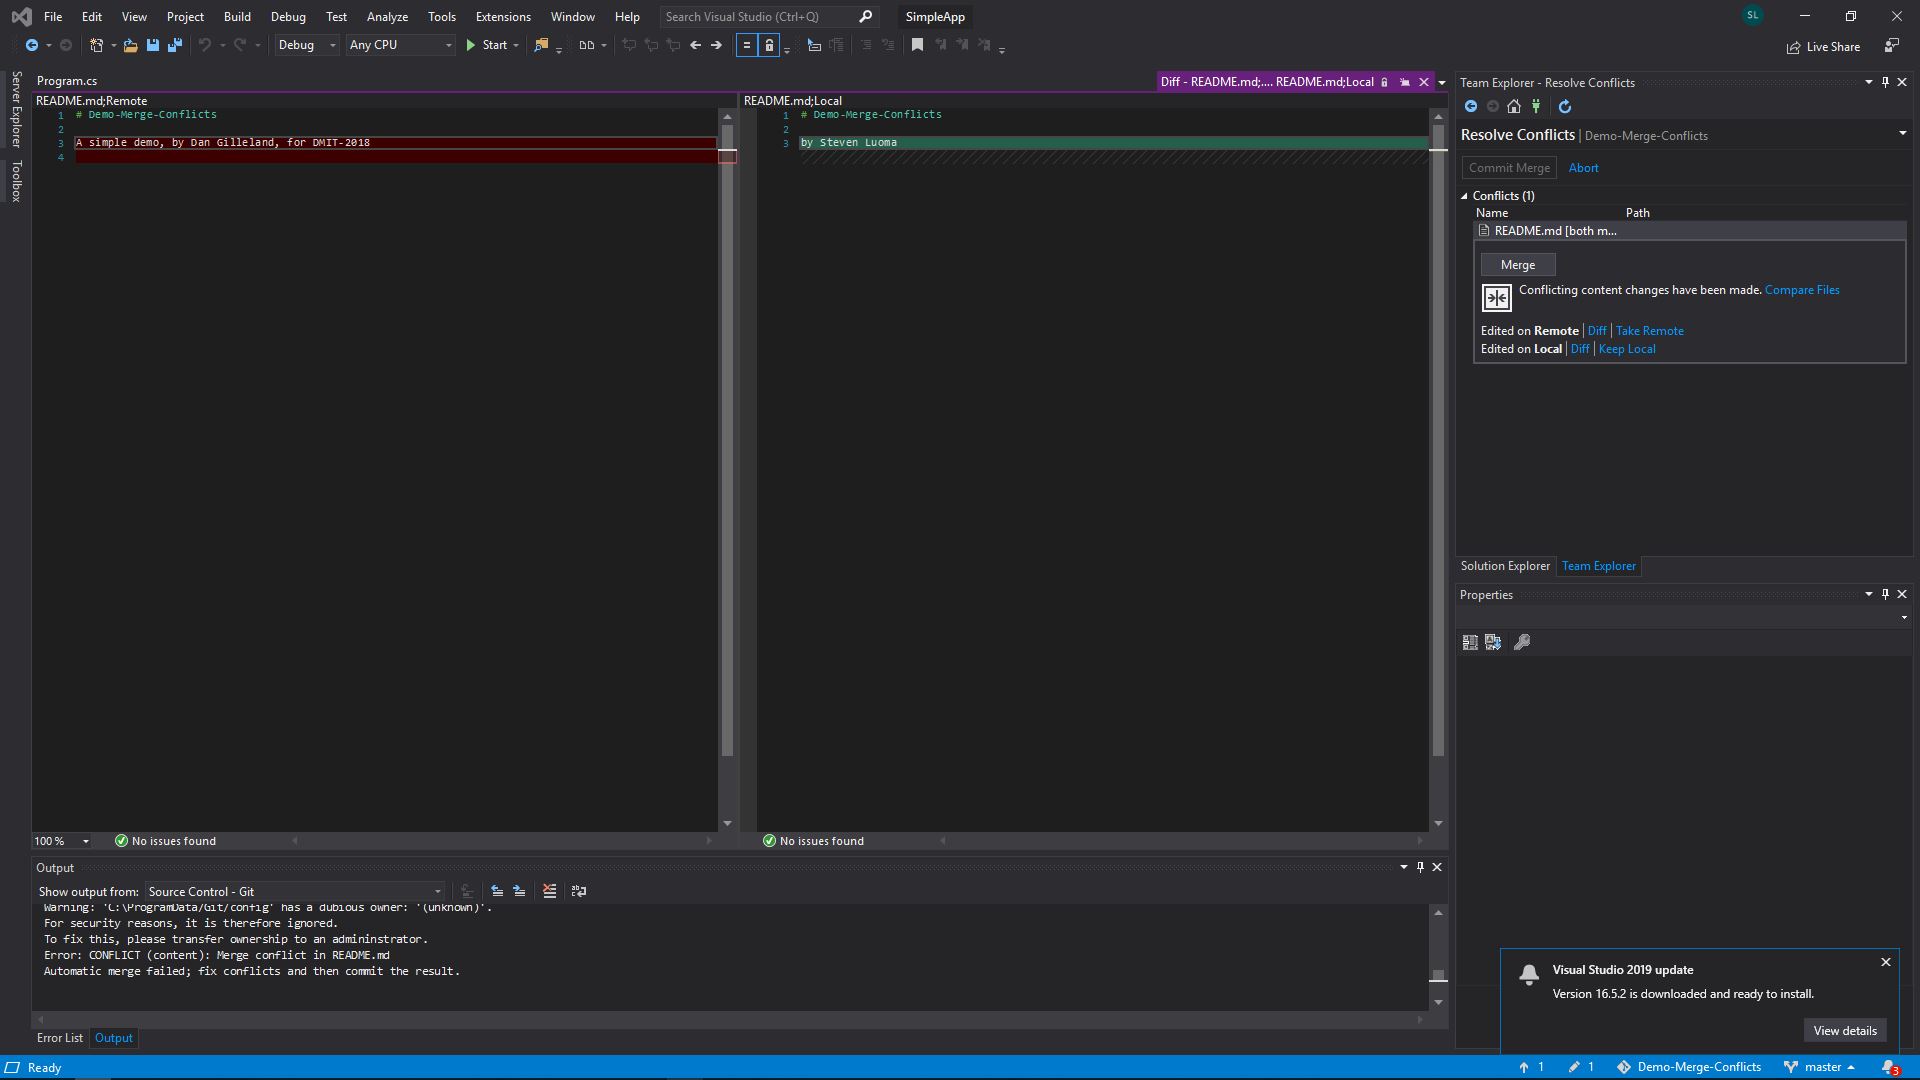 File Edit View Project Build Debug Test Analyze Tools Extensions Window Help Search Visual Studio (Ctrl+Q) SimpleApp SL
Debug Any CPU Start Live Share
Server Explorer
Toolbox
Program.cs
Diff - README.md;.... README.md;Local
README.md;Remote
1 # Demo-Merge-Conflicts
2
3 A simple demo, by Dan Gilleland, for DMIT-2018
4
README.md;Local
1 # Demo-Merge-Conflicts
2
3 by Steven Luoma
100 % No issues found
No issues found
Team Explorer - Resolve Conflicts
Resolve Conflicts | Demo-Merge-Conflicts
Commit Merge Abort
Conflicts (1)
Name Path
README.md [both m...
Merge
Conflicting content changes have been made. Compare Files
Edited on Remote | Diff | Take Remote
Edited on Local | Diff | Keep Local
Solution Explorer Team Explorer
Properties
Output
Show output from: Source Control - Git
Warning: 'C:\ProgramData/Git/config' has a dubious owner: '(unknown)'.
For security reasons, it is therefore ignored.
To fix this, please transfer ownership to an admininstrator.
Error: CONFLICT (content): Merge conflict in README.md
Automatic merge failed; fix conflicts and then commit the result.
Error List Output
Visual Studio 2019 update
Version 16.5.2 is downloaded and ready to install.
View details
Ready 1 1 Demo-Merge-Conflicts master 3